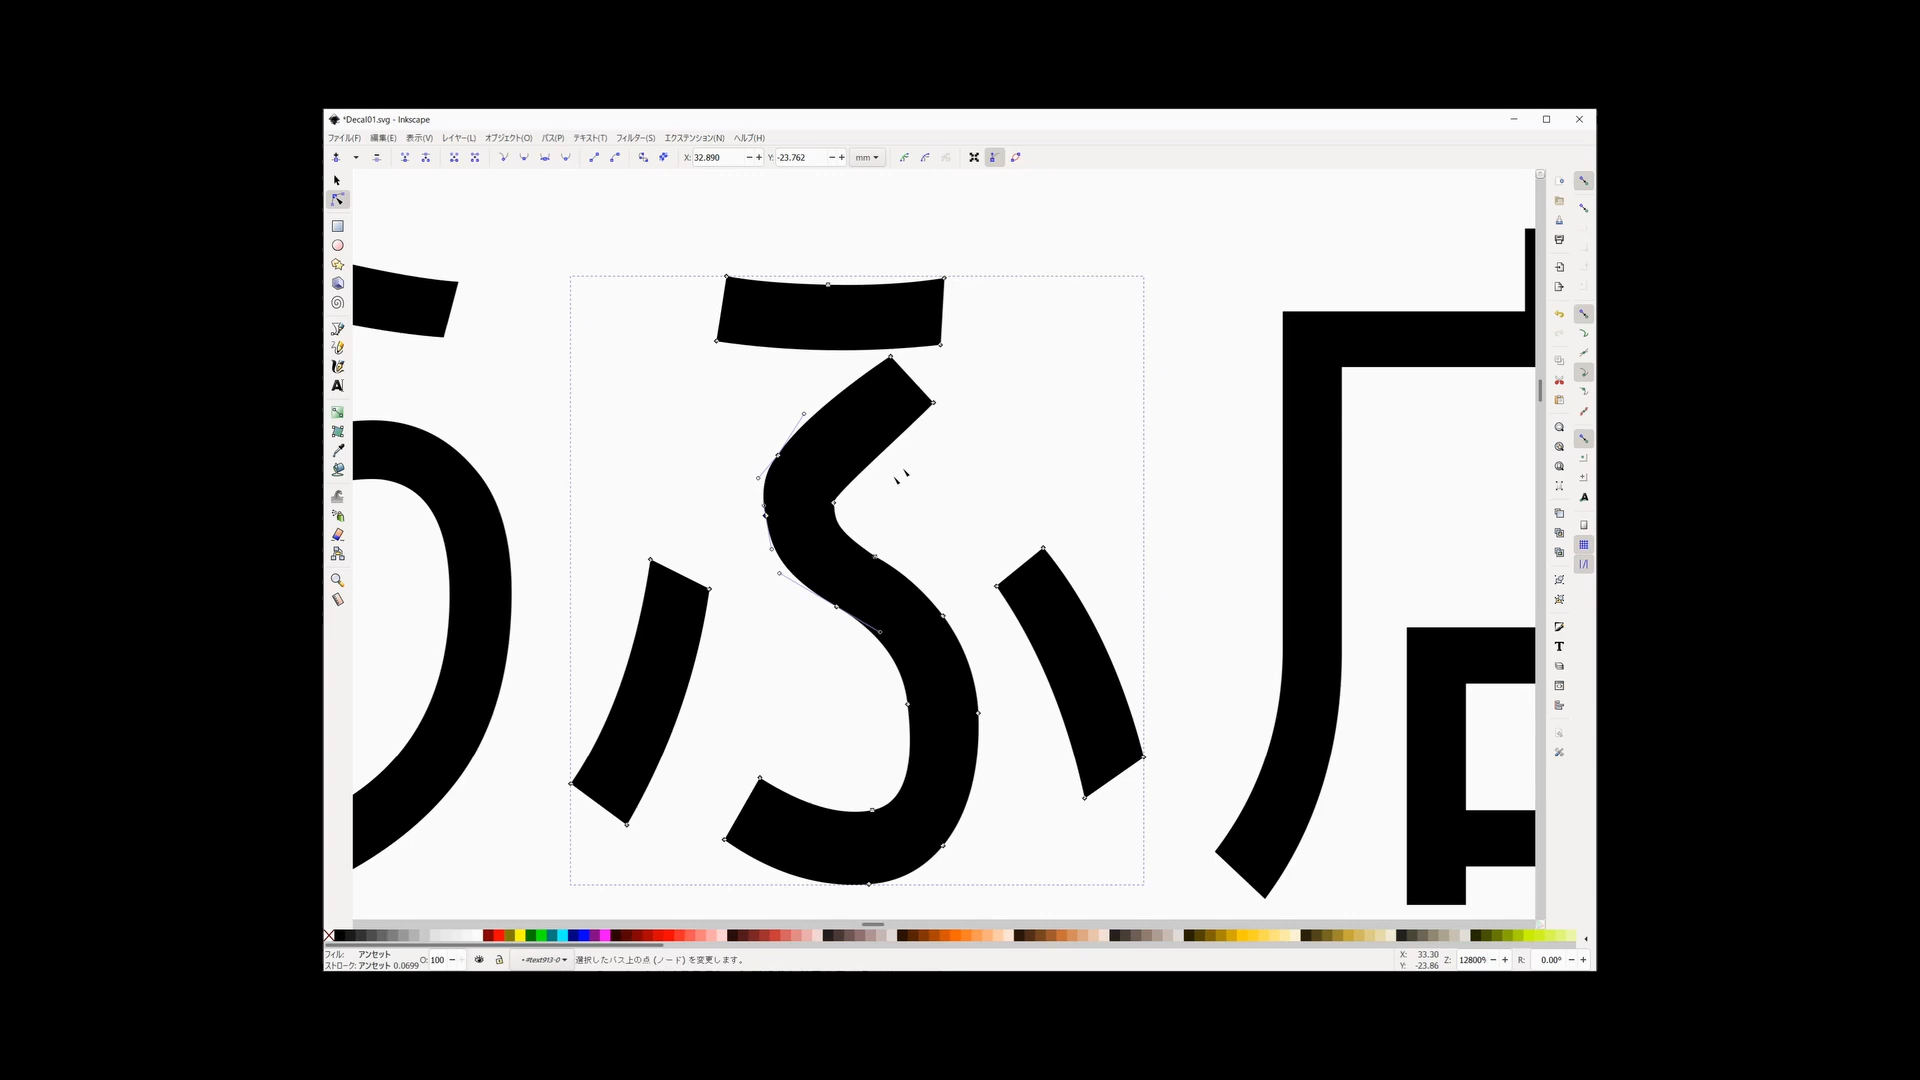 *Decal01.svg - Inkscape
ファイル(F) 編集(E) 表示(V) レイヤー(L) オブジェクト(O) パス(P) テキスト(T) フィルター(S) エクステンション(N) ヘルプ(H)
X: 32.890 Y: -23.762 mm
ふ
フィル: アンセット
ストローク: アンセット 0.0699
O: 100
#text913-0
選択したパス上の点 (ノード) を変更します。
X: 33.30
Y: -23.86
Z: 12800%
R: 0.00°